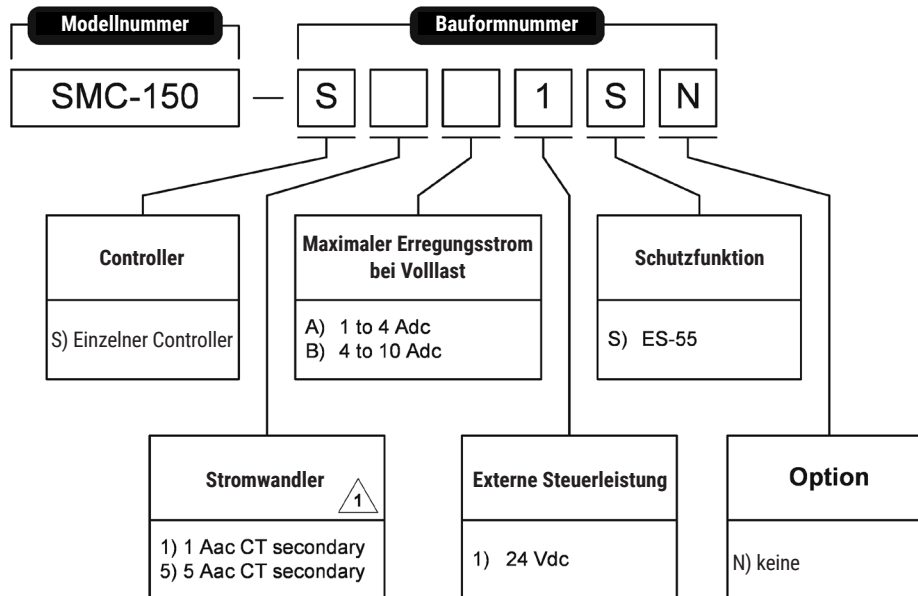 Modellnummer
Bauformnummer
SMC-150 — S 1 S N
Controller
S) Einzelner Controller
Maximaler Erregungsstrom
bei Volllast
A) 1 to 4 Adc
B) 4 to 10 Adc
Schutzfunktion
S) ES-55
Stromwandler
1
1) 1 Aac CT secondary
5) 5 Aac CT secondary
Externe Steuerleistung
1) 24 Vdc
Option
N) keine